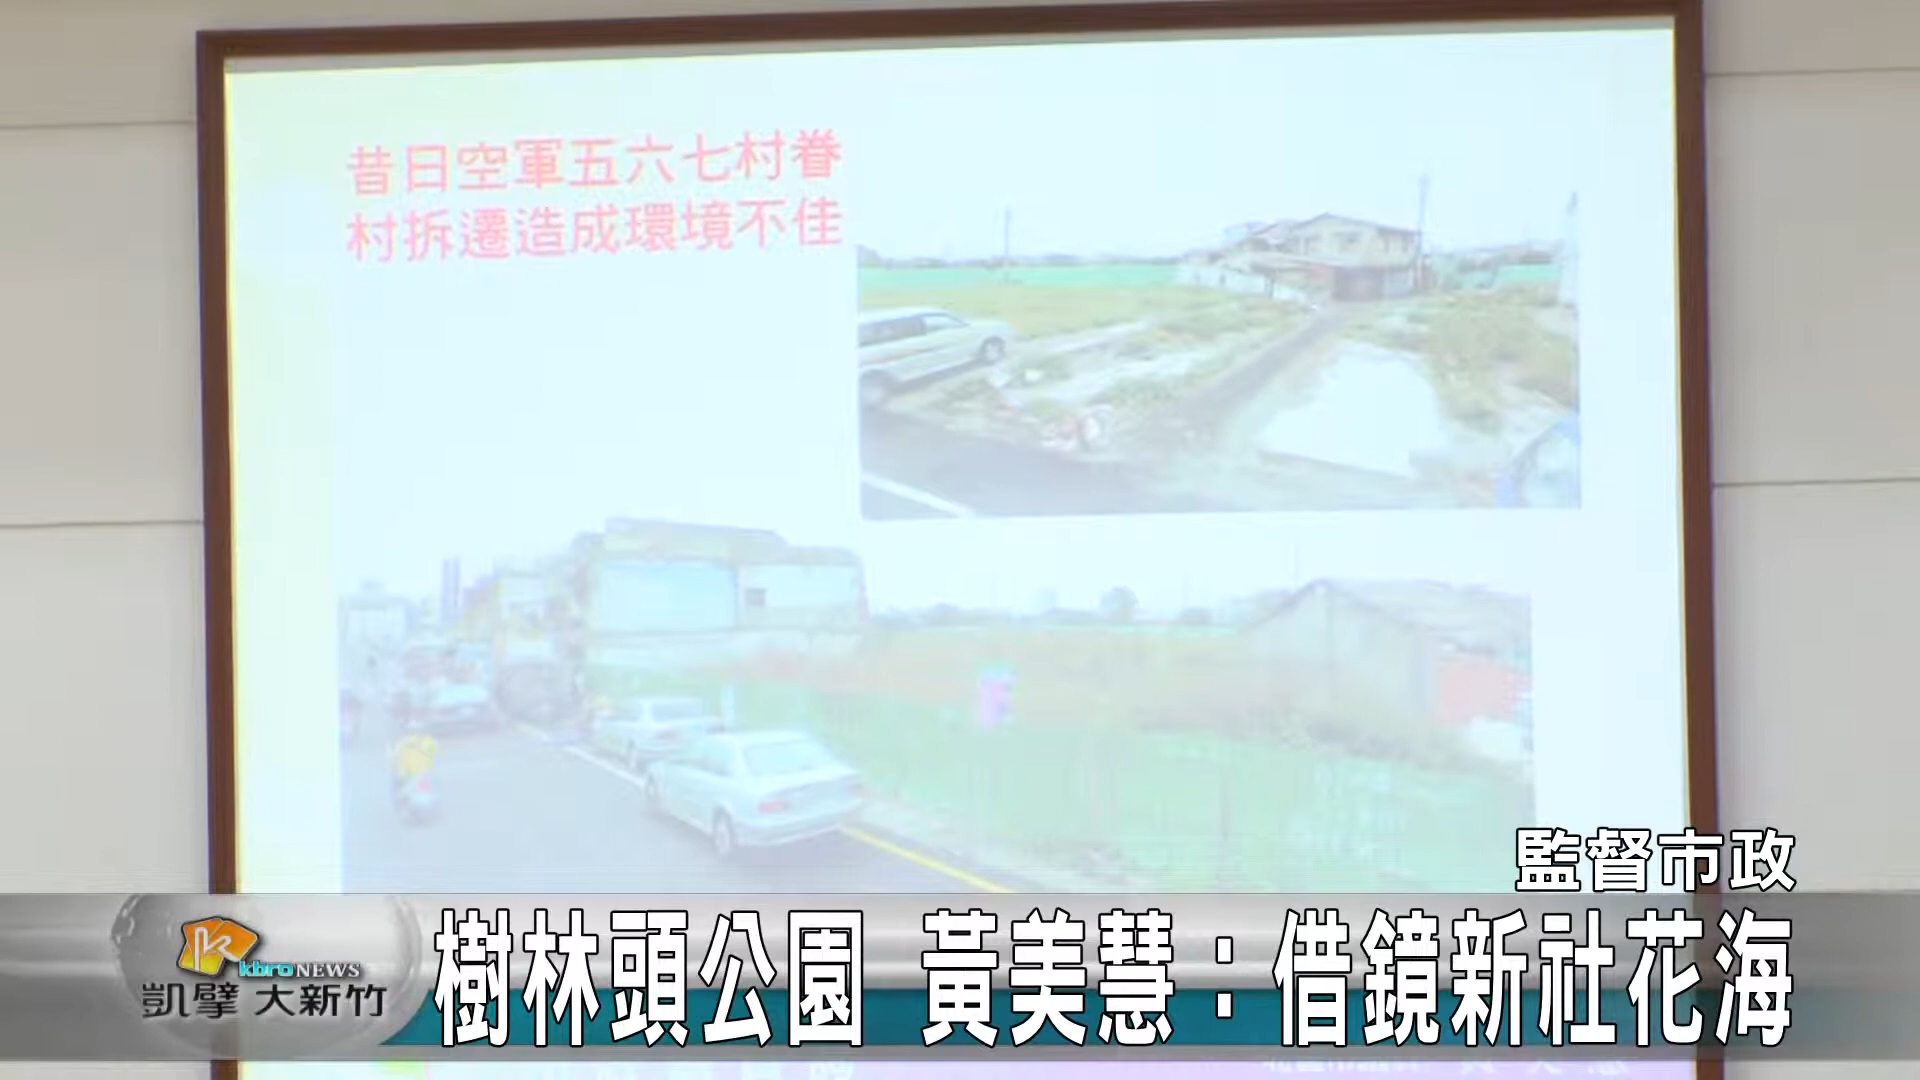 昔日空軍五六七村眷
村拆遷造成環境不佳
監督市政
樹林頭公園 黃美慧：借鏡新社花海
kbro NEWS
凱擘 大新竹